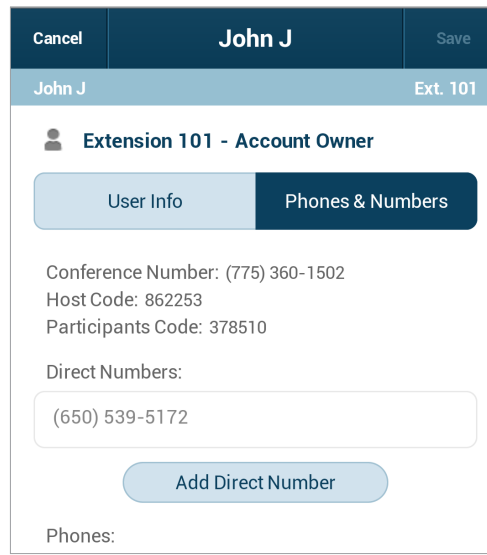 Cancel John J Save
John J Ext. 101
Extension 101 - Account Owner
User Info Phones & Numbers
Conference Number: (775) 360-1502
Host Code: 862253
Participants Code: 378510
Direct Numbers:
(650) 539-5172
Add Direct Number
Phones: